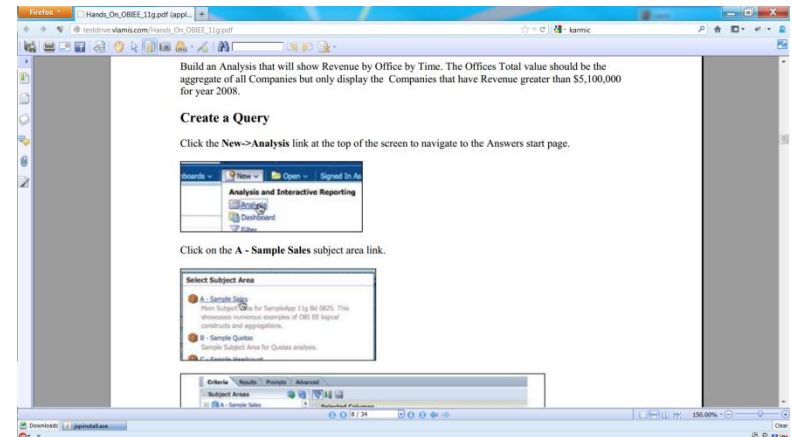 Firefox
Hands_On_OBIEE_11g.pdf (appl...
testdrive.vlamis.com/Hands_On_OBIEE_11g.pdf
karmic
Build an Analysis that will show Revenue by Office by Time. The Offices Total value should be the
aggregate of all Companies but only display the Companies that have Revenue greater than $5,100,000
for year 2008.
Create a Query
Click the New->Analysis link at the top of the screen to navigate to the Answers start page.
boards New Open Signed In As
Analysis and Interactive Reporting
Analysis
Dashboard
Filter
Click on the A - Sample Sales subject area link.
Select Subject Area
A - Sample Sales
Main Subject Area for SampleApp 11g Bd 0825. This
showcases numerous examples of OBI EE logical
constructs and aggregations.
B - Sample Quotas
Sample Subject Area for Quotas analysis.
C - Sample Headcount
Criteria Results Prompts Advanced
Subject Areas Selected Columns
A - Sample Sales
8 / 34
150.00%
Downloads
Clear